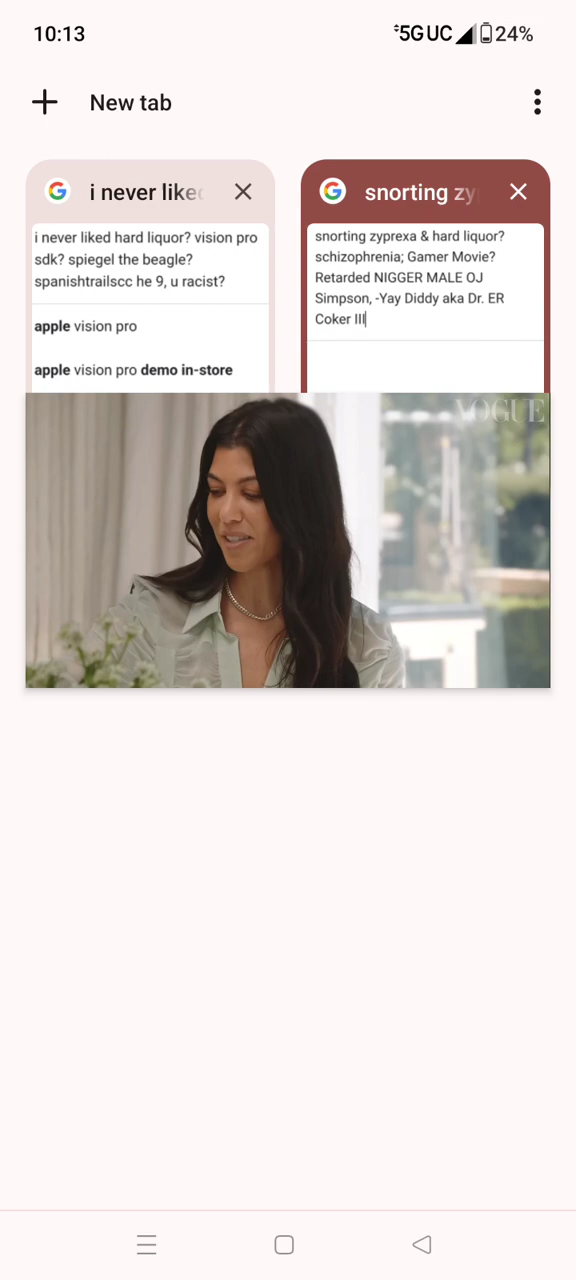 10:13
5G UC 24%
New tab
i never liked
snorting zy
i never liked hard liquor? vision pro
sdk? spiegel the beagle?
spanishtrailscc he 9, u racist?
apple vision pro
apple vision pro demo in-store
snorting zyprexa & hard liquor?
schizophrenia; Gamer Movie?
Retarded NIGGER MALE OJ
Simpson, -Yay Diddy aka Dr. ER
Coker III
VOGUE